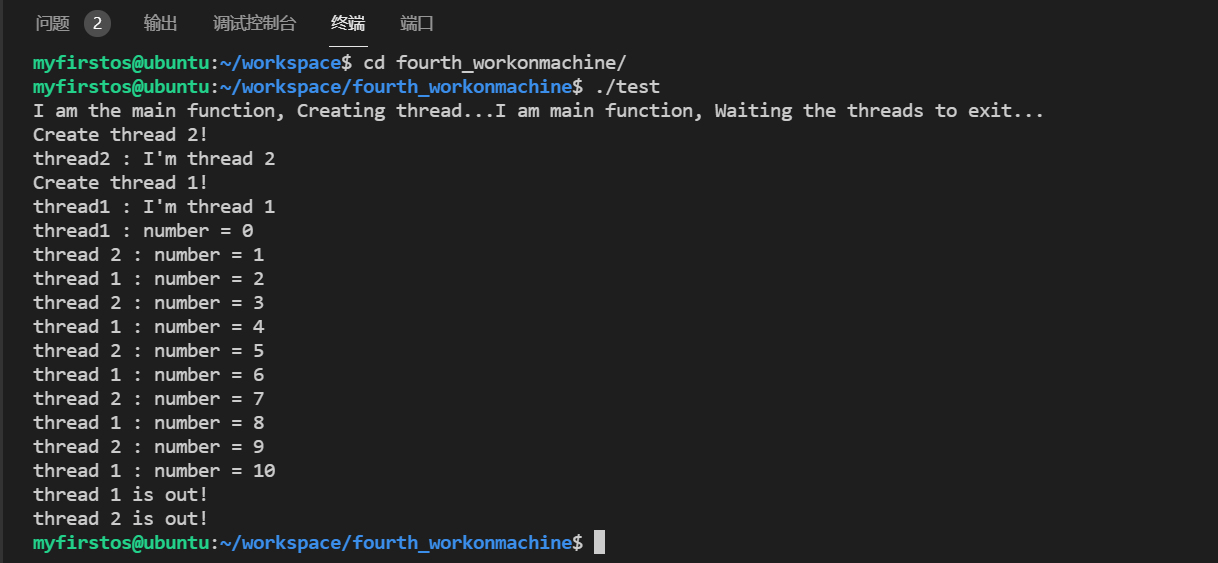 问题 2 输出 调试控制台 终端 端口
myfirstos@ubuntu:~/workspace$ cd fourth_workonmachine/
myfirstos@ubuntu:~/workspace/fourth_workonmachine$ ./test
I am the main function, Creating thread...I am main function, Waiting the threads to exit...
Create thread 2!
thread2 : I'm thread 2
Create thread 1!
thread1 : I'm thread 1
thread1 : number = 0
thread 2 : number = 1
thread 1 : number = 2
thread 2 : number = 3
thread 1 : number = 4
thread 2 : number = 5
thread 1 : number = 6
thread 2 : number = 7
thread 1 : number = 8
thread 2 : number = 9
thread 1 : number = 10
thread 1 is out!
thread 2 is out!
myfirstos@ubuntu:~/workspace/fourth_workonmachine$